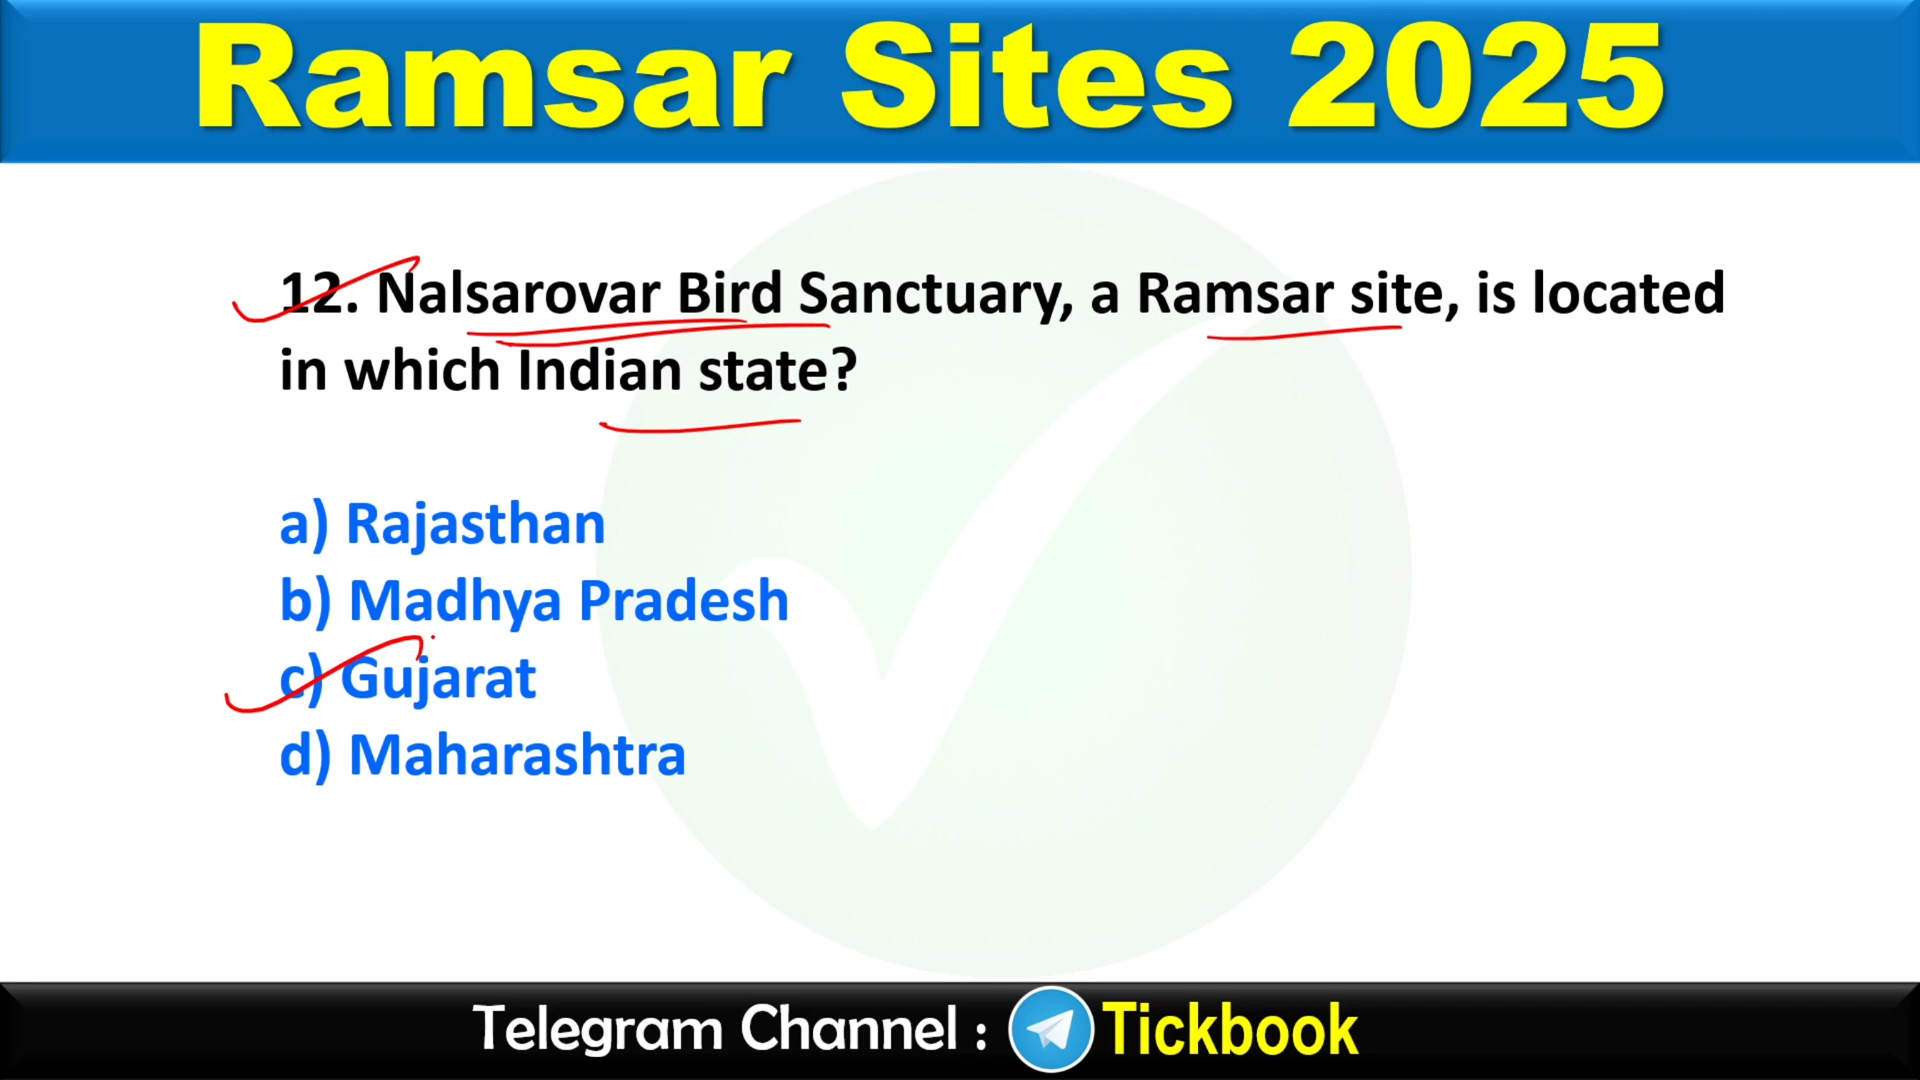 Ramsar Sites 2025
12. Nalsarovar Bird Sanctuary, a Ramsar site, is located
in which Indian state?
a) Rajasthan
b) Madhya Pradesh
c) Gujarat
d) Maharashtra
Telegram Channel : Tickbook